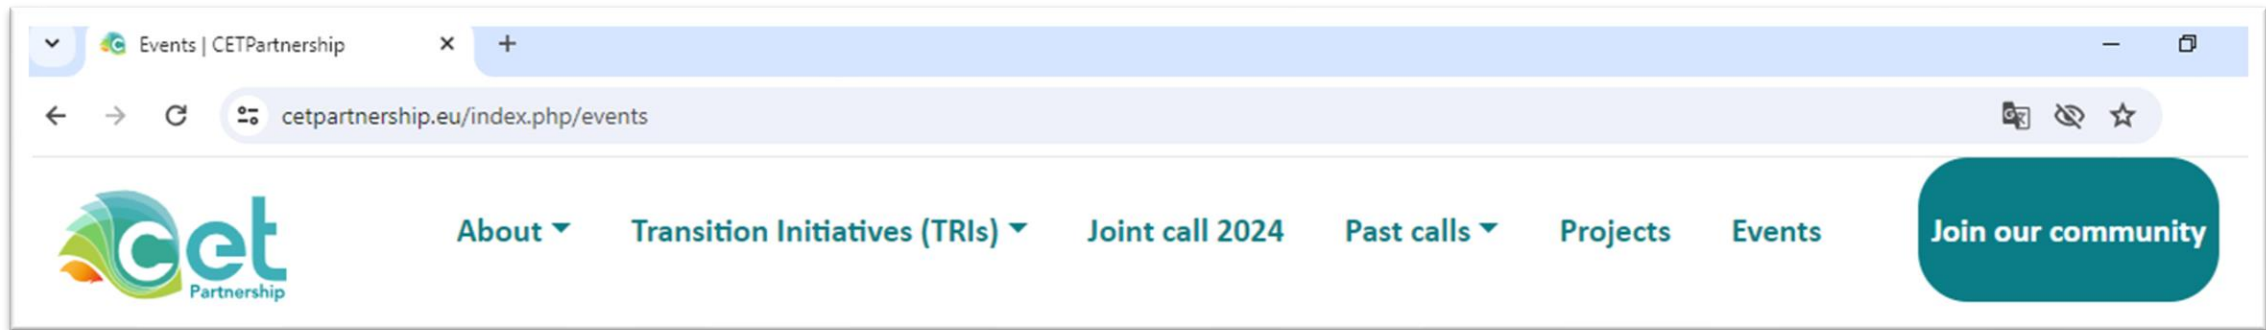 Events | CETPartnership
cetpartnership.eu/index.php/events
cet
Partnership
About
Transition Initiatives (TRIs)
Joint call 2024
Past calls
Projects
Events
Join our community